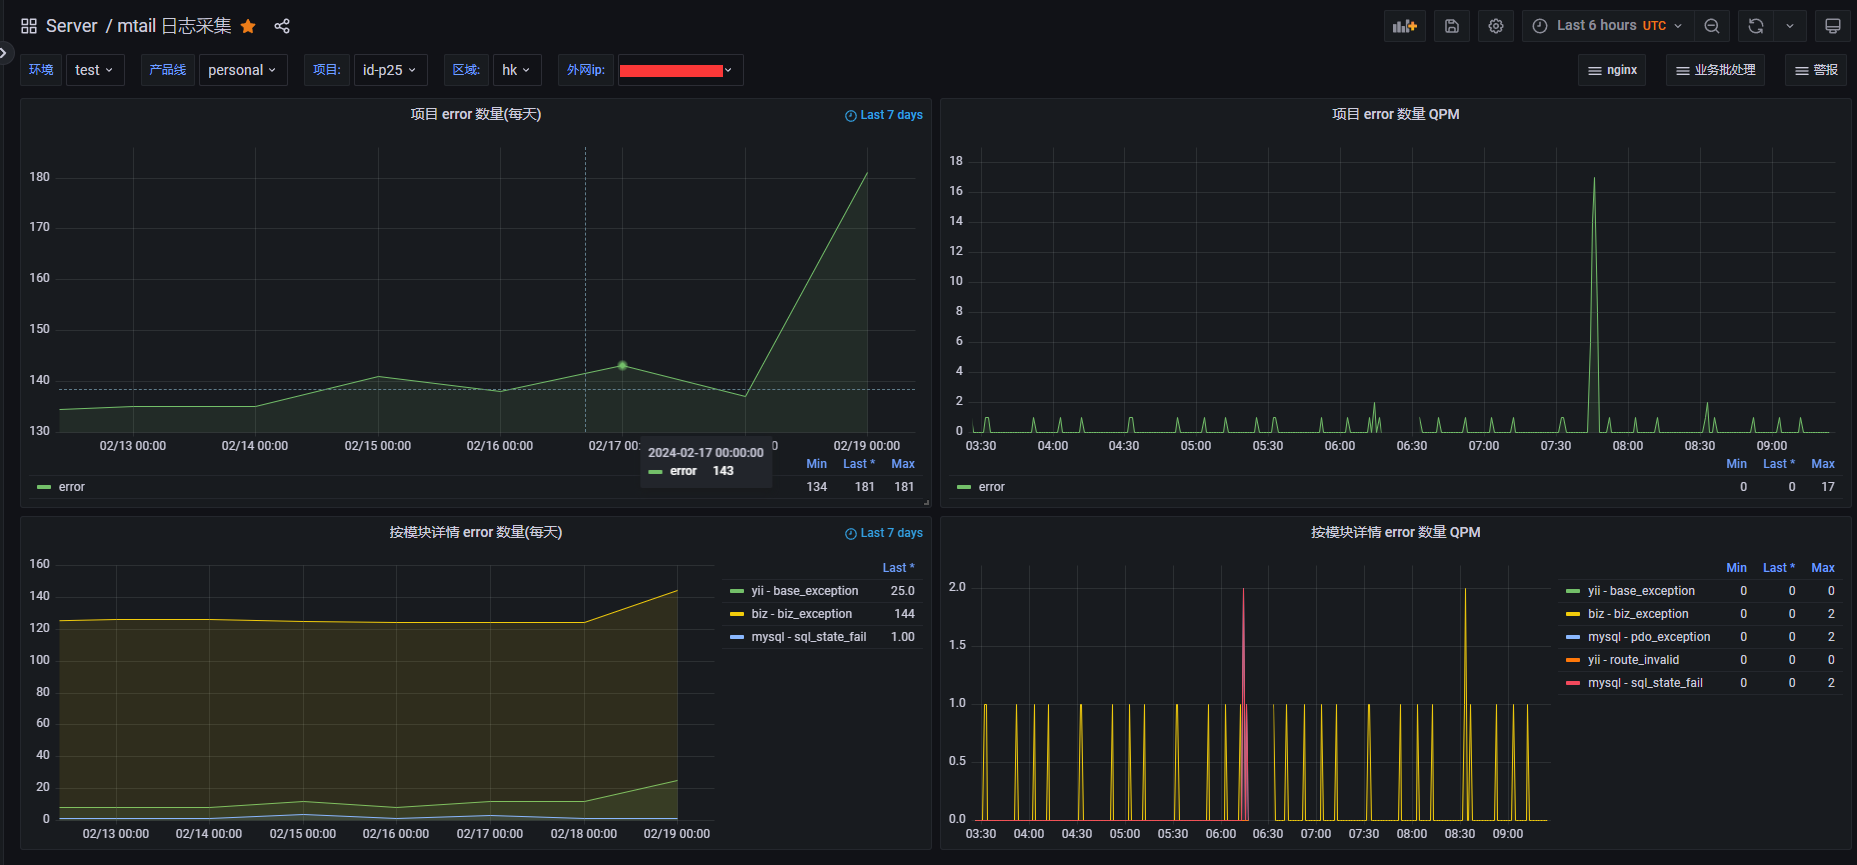 Server / mtail 日志采集
Last 6 hours UTC
环境 test 产品线 personal 项目: id-p25 区域: hk 外网ip:
nginx 业务批处理 警报
项目 error 数量(每天)
Last 7 days
180
170
160
150
140
130
02/13 00:00 02/14 00:00 02/15 00:00 02/16 00:00 02/17 00: 02/19 00:00
2024-02-17 00:00:00
error 143
Min Last * Max
error 134 181 181
项目 error 数量 QPM
18
16
14
12
10
8
6
4
2
0
03:30 04:00 04:30 05:00 05:30 06:00 06:30 07:00 07:30 08:00 08:30 09:00
Min Last * Max
error 0 0 17
按模块详情 error 数量(每天)
Last 7 days
160
140
120
100
80
60
40
20
0
02/13 00:00 02/14 00:00 02/15 00:00 02/16 00:00 02/17 00:00 02/18 00:00 02/19 00:00
Last *
yii - base_exception 25.0
biz - biz_exception 144
mysql - sql_state_fail 1.00
按模块详情 error 数量 QPM
2.0
1.5
1.0
0.5
0.0
03:30 04:00 04:30 05:00 05:30 06:00 06:30 07:00 07:30 08:00 08:30 09:00
Min Last * Max
yii - base_exception 0 0 0
biz - biz_exception 0 0 2
mysql - pdo_exception 0 0 2
yii - route_invalid 0 0 0
mysql - sql_state_fail 0 0 2